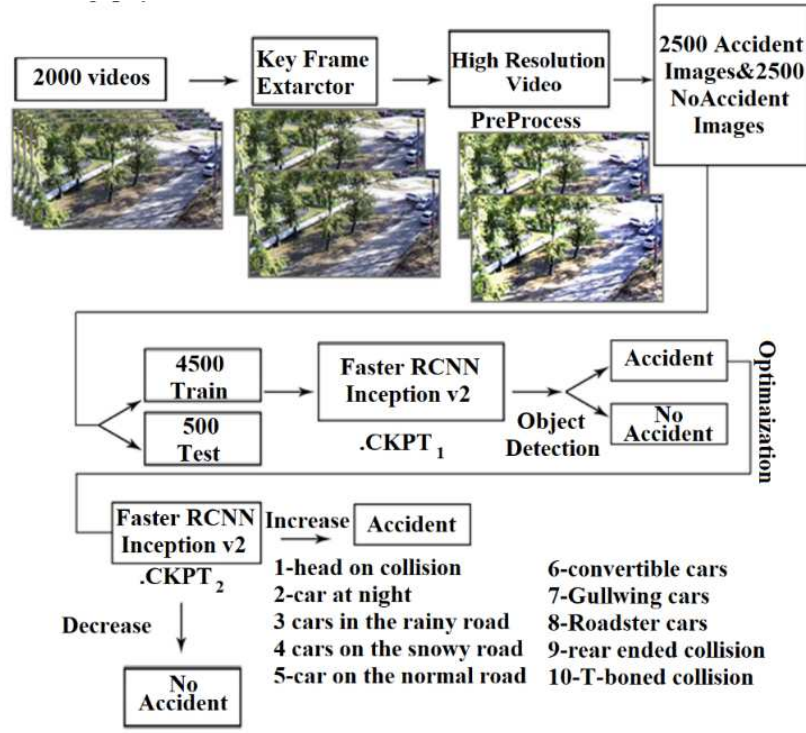 2000 videos
Key Frame
Extarctor
High Resolution
Video
PreProcess
2500 Accident
Images&2500
NoAccident
Images
4500
Train
500
Test
Faster RCNN
Inception v2
.CKPT1
Object
Detection
Accident
No
Accident
Optimaization
Faster RCNN
Inception v2
.CKPT2
Increase
Accident
Decrease
No
Accident
1-head on collision
2-car at night
3 cars in the rainy road
4 cars on the snowy road
5-car on the normal road
6-convertible cars
7-Gullwing cars
8-Roadster cars
9-rear ended collision
10-T-boned collision